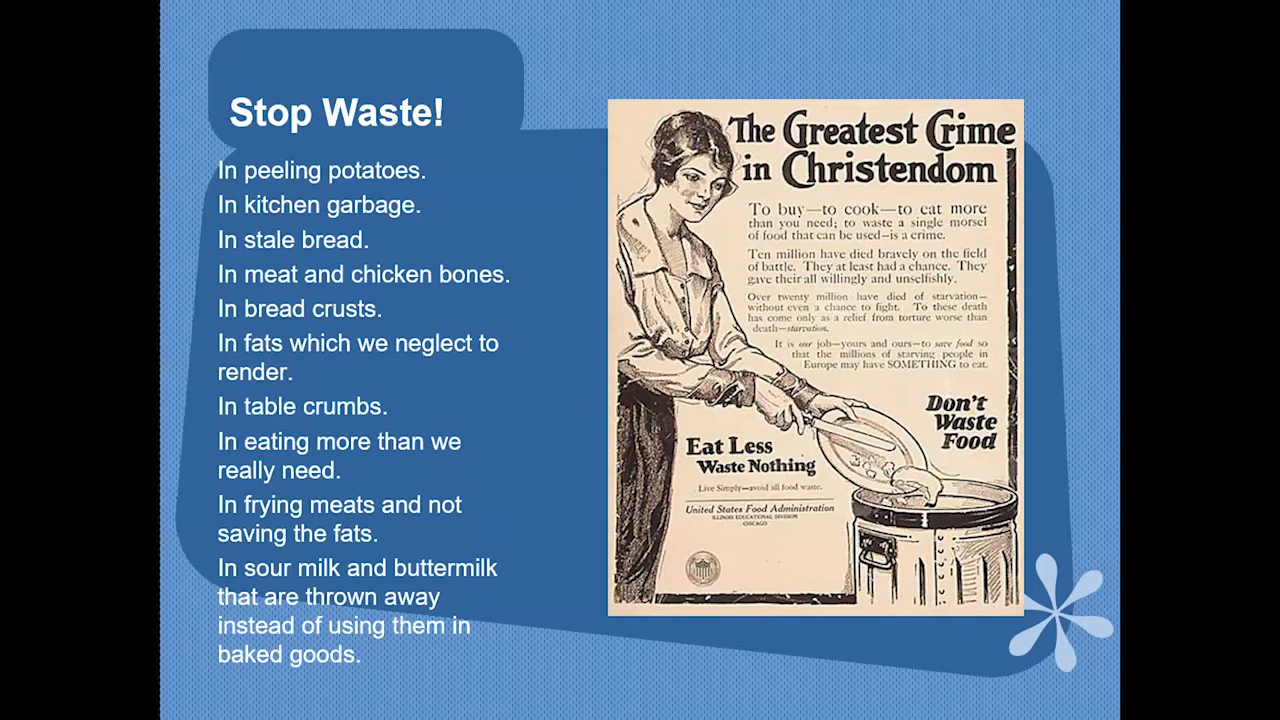 Stop Waste!
In peeling potatoes.
In kitchen garbage.
In stale bread.
In meat and chicken bones.
In bread crusts.
In fats which we neglect to
render.
In table crumbs.
In eating more than we
really need.
In frying meats and not
saving the fats.
In sour milk and buttermilk
that are thrown away
instead of using them in
baked goods.
The Greatest Crime
in Christendom
To buy—to cook—to eat more
than you need; to waste a single morsel
of food that can be used—is a crime.
Ten million have died bravely on the field
of battle. They at least had a chance. They
gave their all willingly and unselfishly.
Over twenty million have died of starvation—
without even a chance to fight. To these death
has come only as a relief from torture worse than
death—starvation.
It is our job—yours and ours—to save food so
that the millions of starving people in
Europe may have SOMETHING to eat.
Don't
Waste
Food
Eat Less
Waste Nothing
Live Simply—avoid all food waste.
United States Food Administration
ILLINOIS EDUCATIONAL DIVISION
CHICAGO